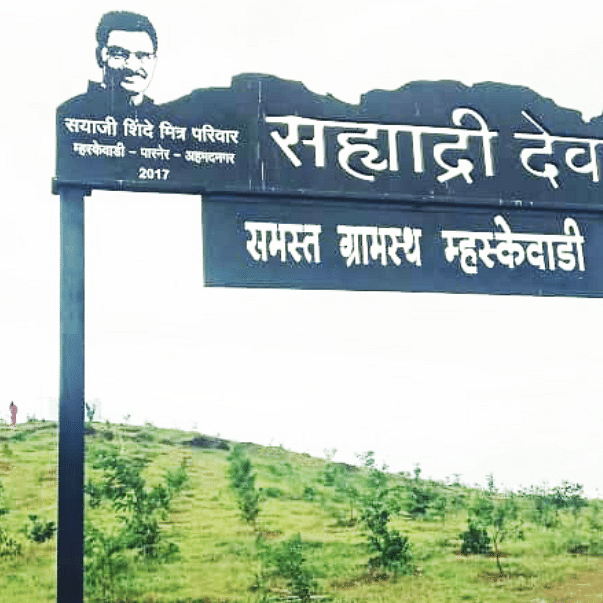 सयाजी शिंदे मित्र परिवार
म्हस्केवाडी - पारनेर - अहमदनगर
2017
सह्याद्री देव
समस्त ग्रामस्थ म्हस्केवाडी